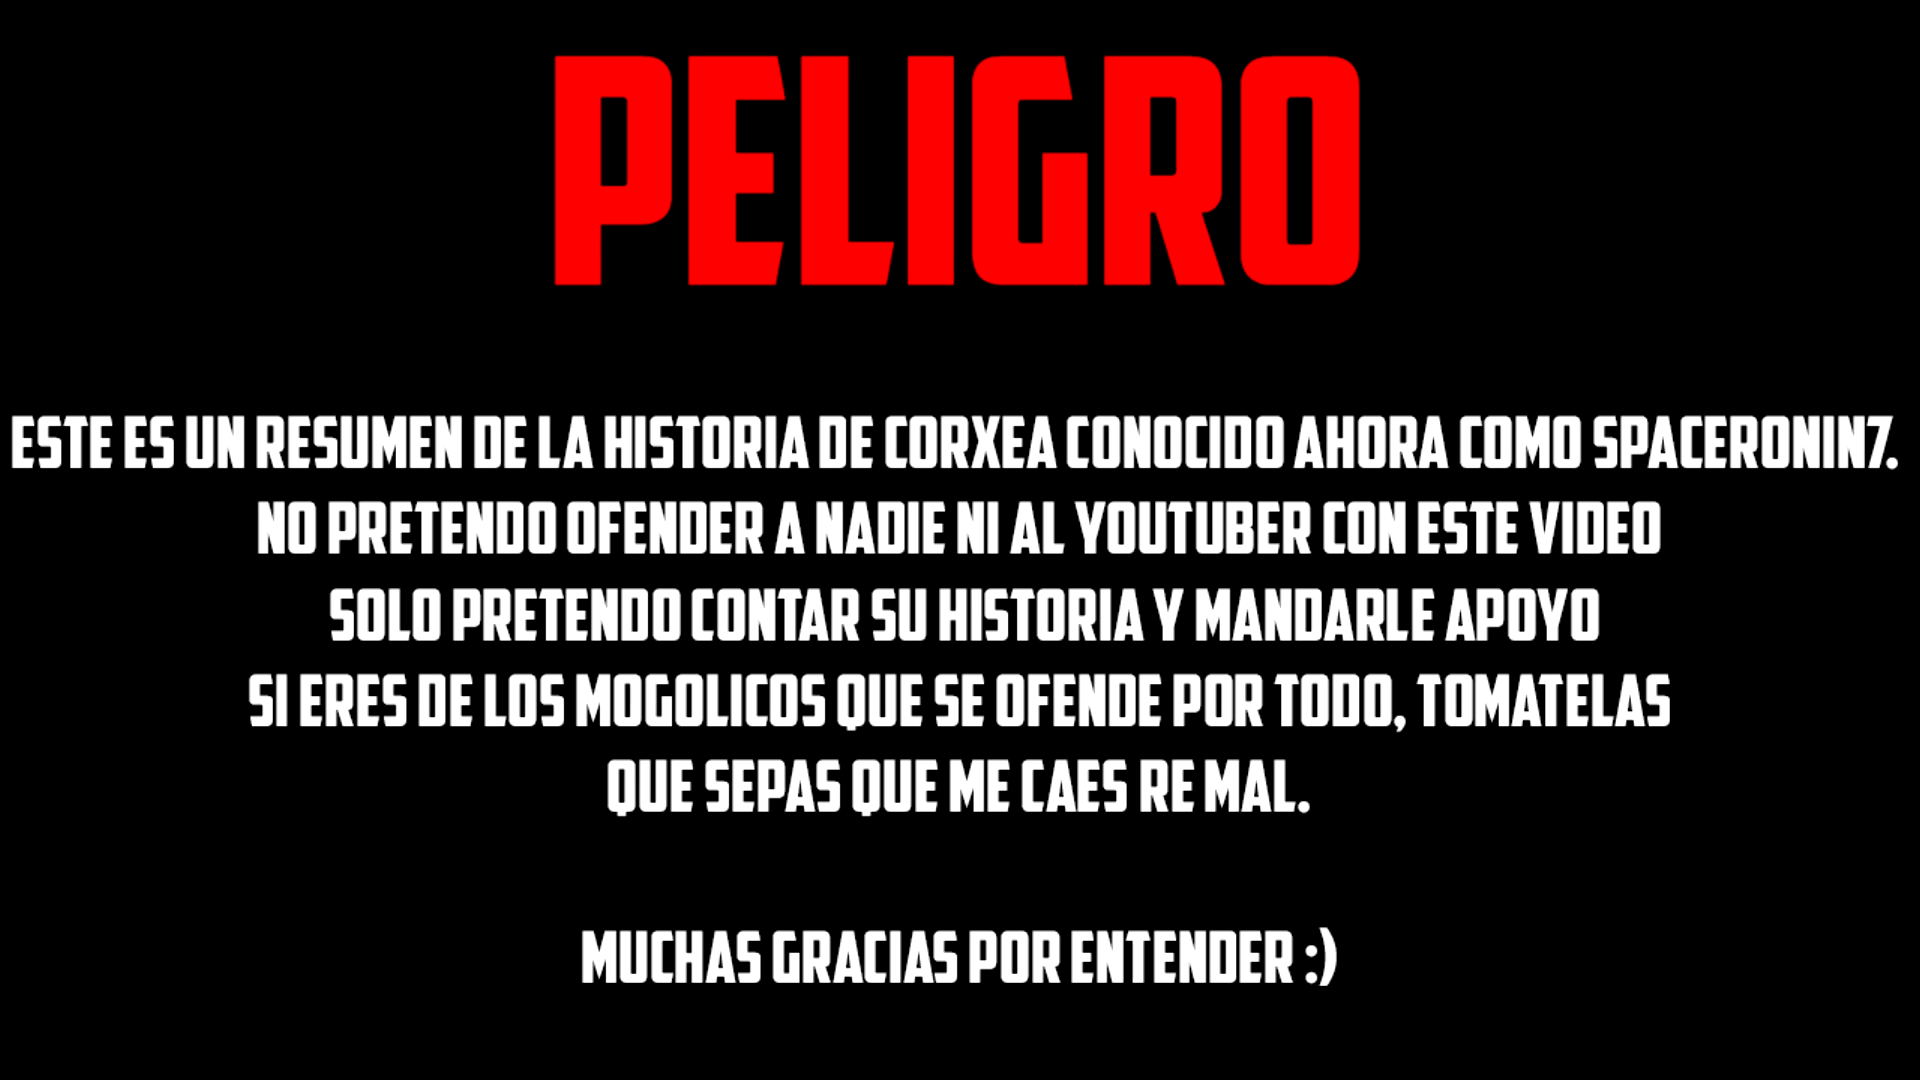 PELIGRO
ESTE ES UN RESUMEN DE LA HISTORIA DE CORXEA CONOCIDO AHORA COMO SPACERONIN7.
NO PRETENDO OFENDER A NADIE NI AL YOUTUBER CON ESTE VIDEO
SOLO PRETENDO CONTAR SU HISTORIA Y MANDARLE APOYO
SI ERES DE LOS MOGOLICOS QUE SE OFENDE POR TODO, TOMATELAS
QUE SEPAS QUE ME CAES RE MAL.
MUCHAS GRACIAS POR ENTENDER :)